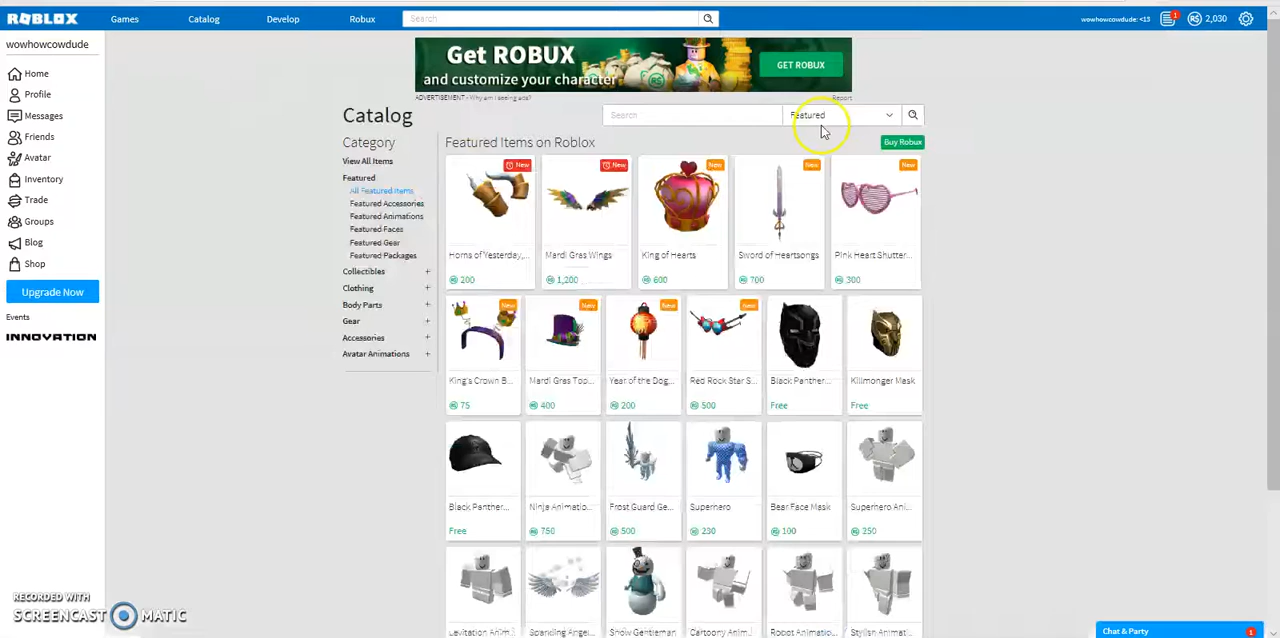 ROBLOX Games Catalog Develop Robux Search wowhowcowdude: <13 1 R$ 2,030
wowhowcowdude
Home
Profile
Messages
Friends
Avatar
Inventory
Trade
Groups
Blog
Shop
Upgrade Now
Events
INNOVATION
Get ROBUX
and customize your character
GET ROBUX
ADVERTISEMENT - Why am I seeing ads? Report
Catalog
Search Featured
Buy Robux
Category
View All Items
Featured
All Featured Items
Featured Accessories
Featured Animations
Featured Faces
Featured Gear
Featured Packages
Collectibles +
Clothing +
Body Parts +
Gear +
Accessories +
Avatar Animations +
Featured Items on Roblox
New New New New New
Horns of Yesterday,... Mardi Gras Wings King of Hearts Sword of Heartsongs Pink Heart Shutter...
R$ 200 R$ 1,200 R$ 600 R$ 700 R$ 300
New New New New
King's Crown B... Mardi Gras Top... Year of the Dog... Red Rock Star S... Black Panther... Killmonger Mask
R$ 75 R$ 400 R$ 200 R$ 500 Free Free
Black Panther... Ninja Animatio... Frost Guard Ge... Superhero Bear Face Mask Superhero Ani...
Free R$ 750 R$ 500 R$ 230 R$ 100 R$ 250
Levitation Anim... Sparkling Angel... Snow Gentleman Cartoony Anim... Robot Animatio... Stylish Animati...
RECORDED WITH
SCREENCAST MATIC
Chat & Party 1